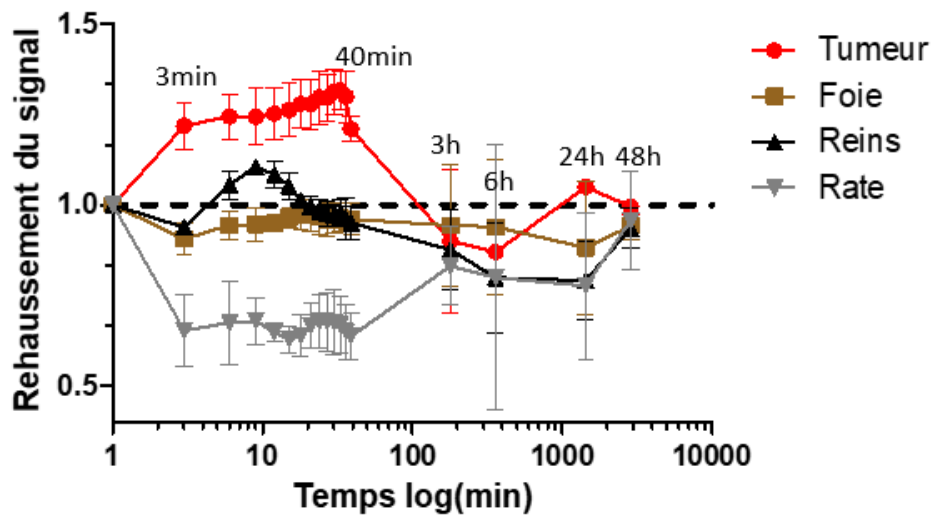 1.5
1.0
0.5
Rehaussement du signal
3min
40min
3h
6h
24h
48h
Tumeur
Foie
Reins
Rate
1
10
100
1000
10000
Temps log(min)